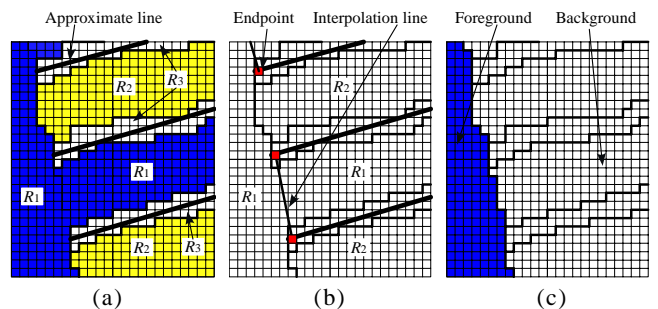 Approximate line
Endpoint
Interpolation line
Foreground
Background
R3
R2
R1
R1
R2
R3
R2
R1
R1
R2
(a)
(b)
(c)